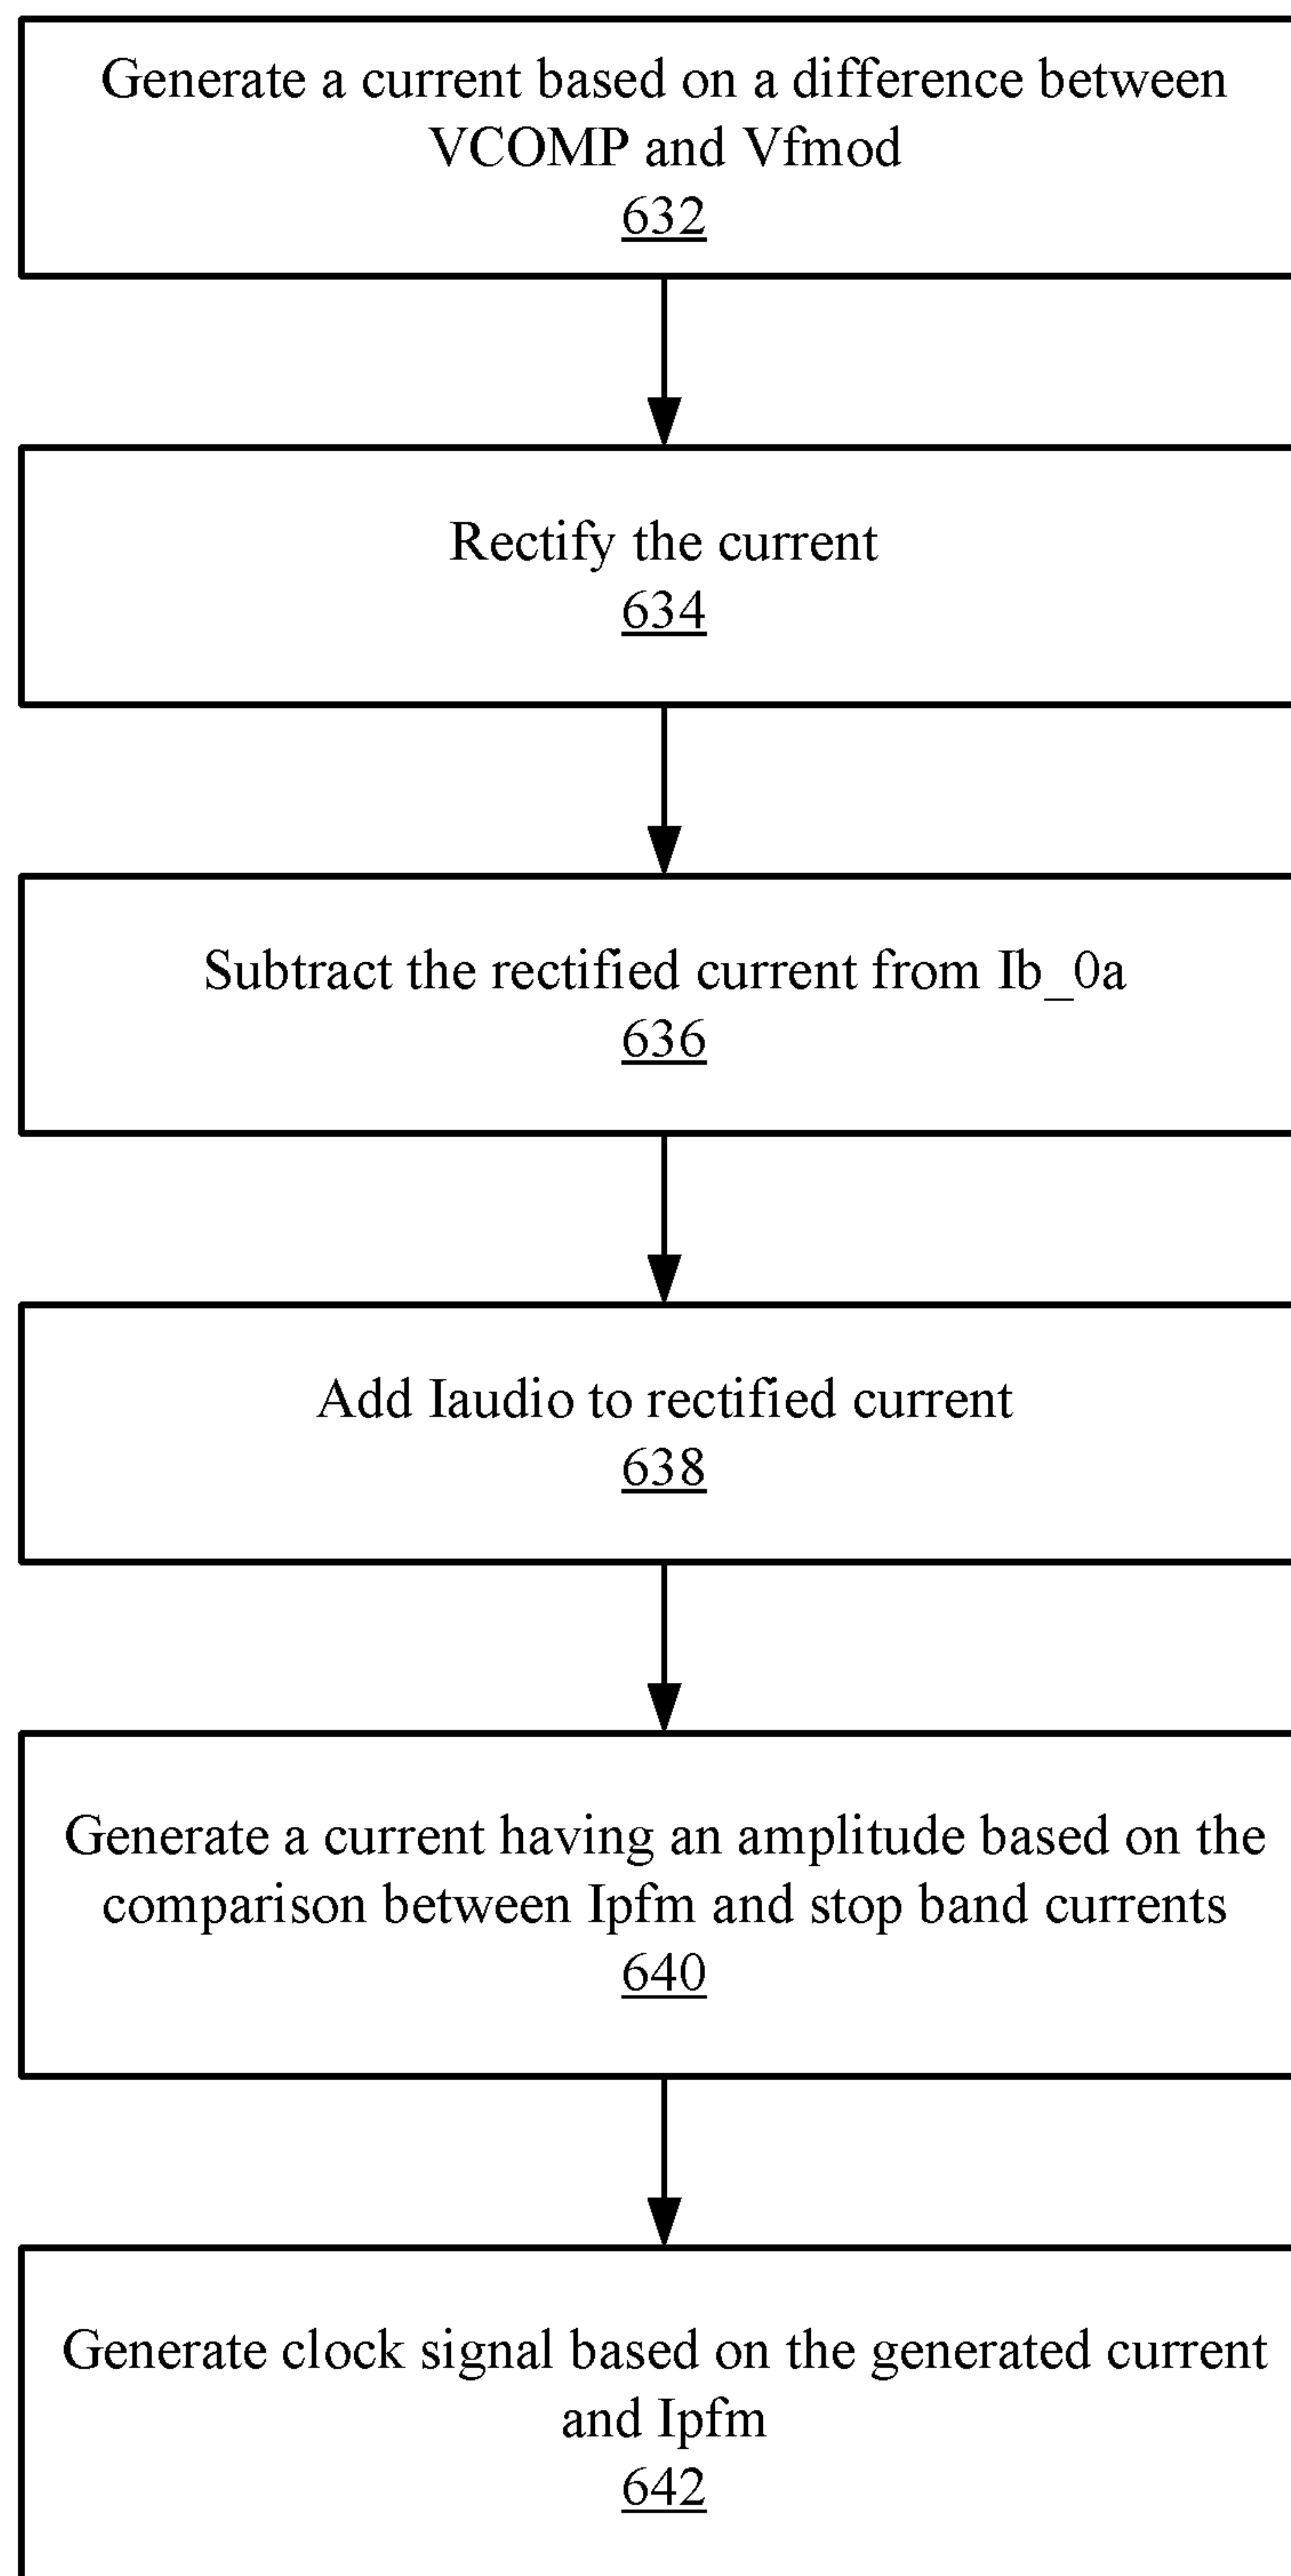 Generate a current based on a difference between
VCOMP and Vfmod
632
Rectify the current
634
Subtract the rectified current from Ib_0a
636
Add Iaudio to rectified current
638
Generate a current having an amplitude based on the
comparison between Ipfm and stop band currents
640
Generate clock signal based on the generated current
and Ipfm
642